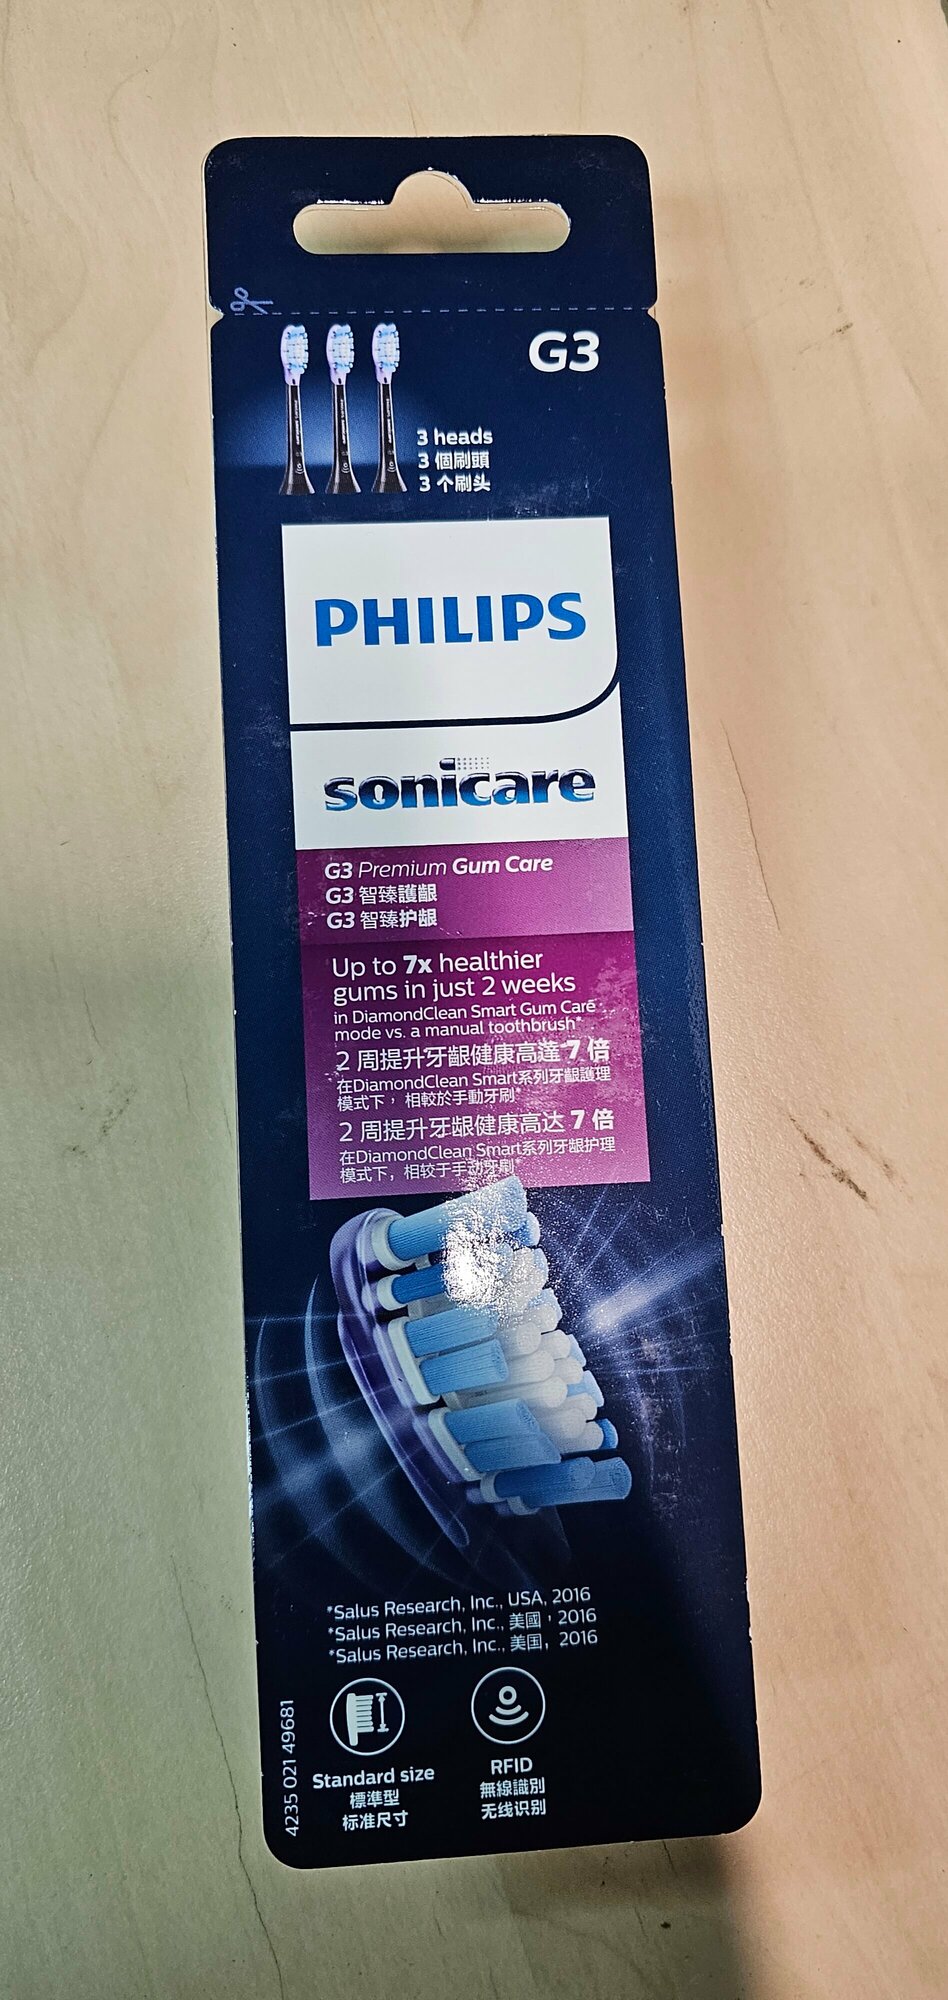 G3
3 heads
3 個刷頭
3 个刷头
PHILIPS
sonicare
G3 Premium Gum Care
G3 智臻護齦
G3 智臻护龈
Up to 7x healthier
gums in just 2 weeks
in DiamondClean Smart Gum Care
mode vs. a manual toothbrush*
2 周提升牙齦健康高達 7 倍
在DiamondClean Smart系列牙齦護理
模式下，相較於手動牙刷*
2 周提升牙龈健康高达 7 倍
在DiamondClean Smart系列牙龈护理
模式下，相较于手动牙刷*
*Salus Research, Inc., USA, 2016
*Salus Research, Inc., 美國，2016
*Salus Research, Inc., 美国，2016
4235 021 49681
Standard size
標準型
标准尺寸
RFID
無線識別
无线识别